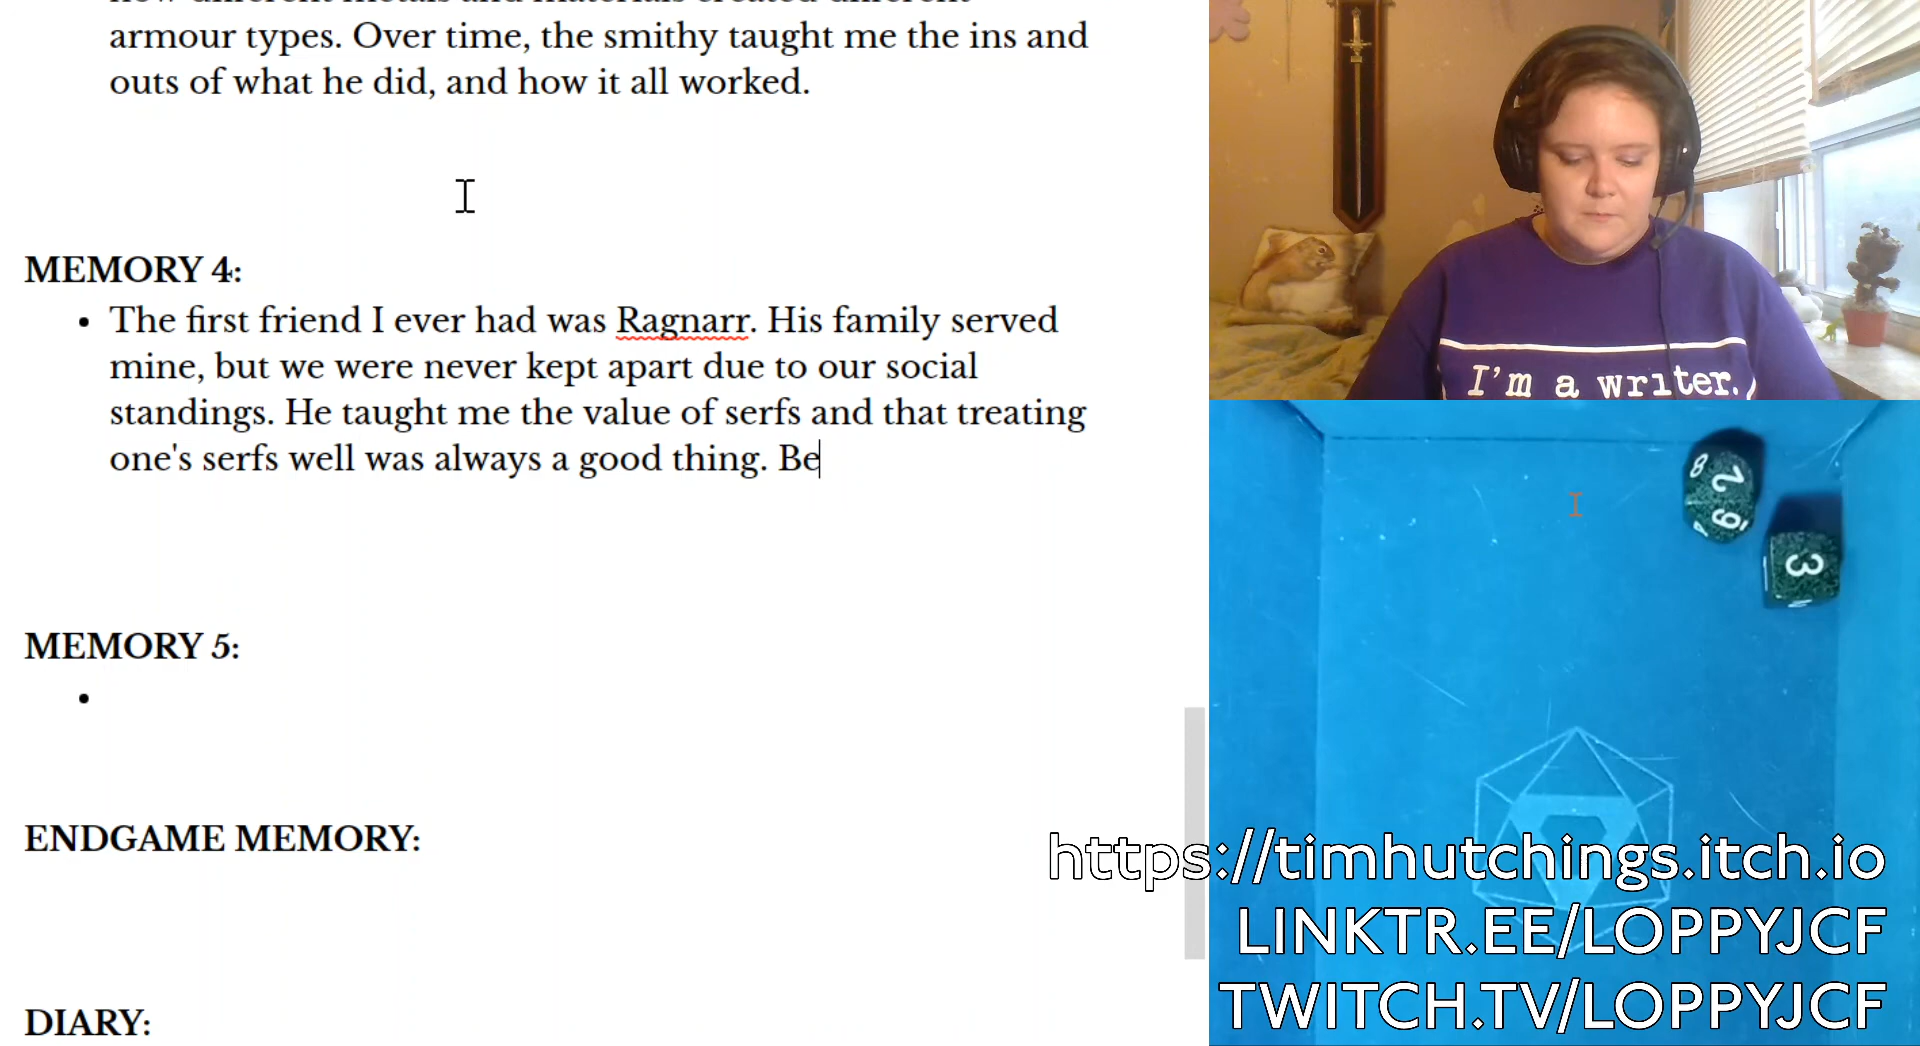 armour types. Over time, the smithy taught me the ins and
outs of what he did, and how it all worked.
MEMORY 4:
• The first friend I ever had was Ragnarr. His family served
mine, but we were never kept apart due to our social
standings. He taught me the value of serfs and that treating
one's serfs well was always a good thing. Be
MEMORY 5:
•
ENDGAME MEMORY:
DIARY:
I'm a writer.
8
2
9
3
https://timhutchings.itch.io
LINKTR.EE/LOPPYJCF
TWITCH.TV/LOPPYJCF